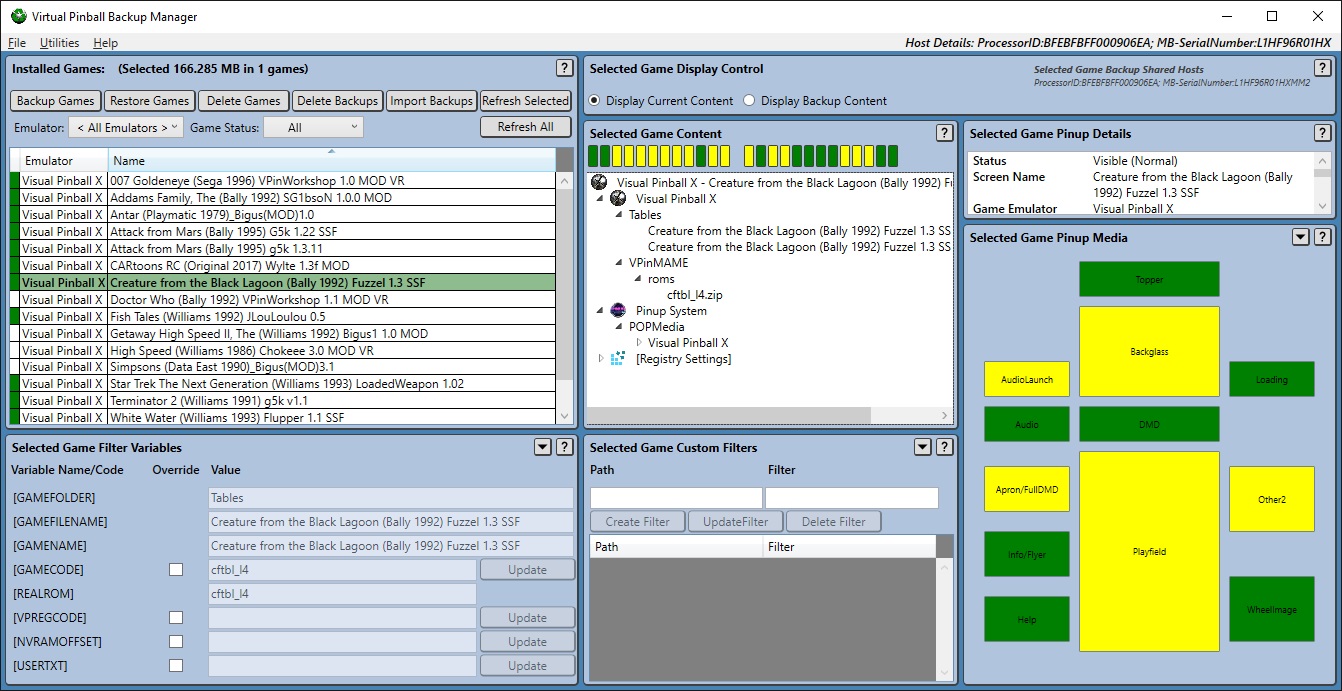 Virtual Pinball Backup Manager
File Utilities Help
Host Details: ProcessorID:BFEBFBFF000906EA; MB-SerialNumber:L1HF96R01HX
Installed Games: (Selected 166.285 MB in 1 games) ?
Backup Games Restore Games Delete Games Delete Backups Import Backups Refresh Selected
Emulator: < All Emulators > Game Status: All Refresh All
Emulator Name
Visual Pinball X 007 Goldeneye (Sega 1996) VPinWorkshop 1.0 MOD VR
Visual Pinball X Addams Family, The (Bally 1992) SG1bsoN 1.0.0 MOD
Visual Pinball X Antar (Playmatic 1979)_Bigus(MOD)1.0
Visual Pinball X Attack from Mars (Bally 1995) G5k 1.22 SSF
Visual Pinball X Attack from Mars (Bally 1995) g5k 1.3.11
Visual Pinball X CARtoons RC (Original 2017) Wylte 1.3f MOD
Visual Pinball X Creature from the Black Lagoon (Bally 1992) Fuzzel 1.3 SSF
Visual Pinball X Doctor Who (Bally 1992) VPinWorkshop 1.1 MOD VR
Visual Pinball X Fish Tales (Williams 1992) JLouLoulou 0.5
Visual Pinball X Getaway High Speed II, The (Williams 1992) Bigus1 1.0 MOD
Visual Pinball X High Speed (Williams 1986) Chokeee 3.0 MOD VR
Visual Pinball X Simpsons (Data East 1990)_Bigus(MOD)3.1
Visual Pinball X Star Trek The Next Generation (Williams 1993) LoadedWeapon 1.02
Visual Pinball X Terminator 2 (Williams 1991) g5k v1.1
Visual Pinball X White Water (Williams 1993) Flupper 1.1 SSF
Selected Game Display Control
Selected Game Backup Shared Hosts ?
ProcessorID:BFEBFBFF000906EA; MB-SerialNumber:L1HF96R01HXMM2
Display Current Content Display Backup Content
Selected Game Content ?
Visual Pinball X - Creature from the Black Lagoon (Bally 1992) F
Visual Pinball X
Tables
Creature from the Black Lagoon (Bally 1992) Fuzzel 1.3 SS
Creature from the Black Lagoon (Bally 1992) Fuzzel 1.3 SS
VPinMAME
roms
cftbl_l4.zip
Pinup System
POPMedia
Visual Pinball X
[Registry Settings]
Selected Game Pinup Details ?
Status Visible (Normal)
Screen Name Creature from the Black Lagoon (Bally
1992) Fuzzel 1.3 SSF
Game Emulator Visual Pinball X
Selected Game Pinup Media ?
Topper
Backglass
AudioLaunch
Loading
Audio
DMD
Apron/FullDMD
Other2
Playfield
Info/Flyer
WheelImage
Help
Selected Game Filter Variables ?
Variable Name/Code Override Value
[GAMEFOLDER] Tables
[GAMEFILENAME] Creature from the Black Lagoon (Bally 1992) Fuzzel 1.3 SSF
[GAMENAME] Creature from the Black Lagoon (Bally 1992) Fuzzel 1.3 SSF
[GAMECODE] cftbl_l4 Update
[REALROM] cftbl_l4
[VPREGCODE] Update
[NVRAMOFFSET] Update
[USERTXT] Update
Selected Game Custom Filters ?
Path Filter
Create Filter UpdateFilter Delete Filter
Path Filter